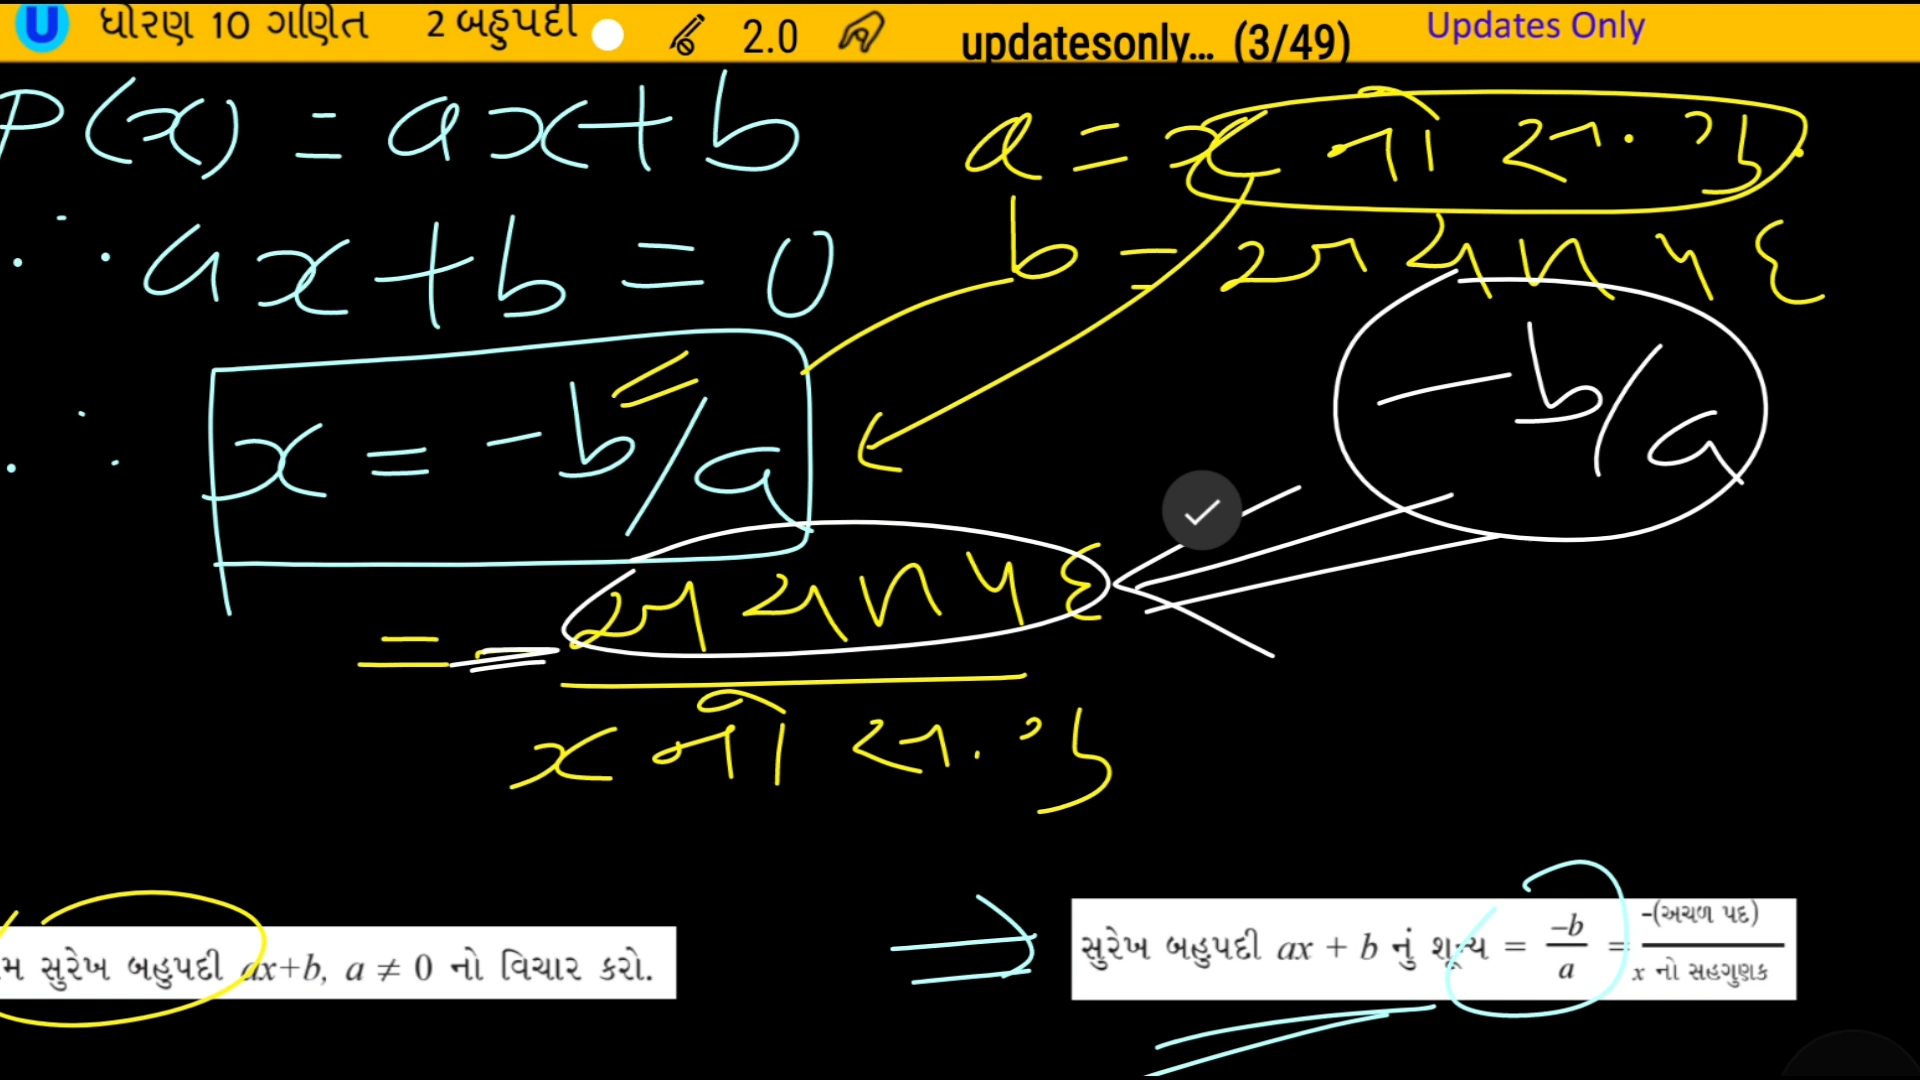 U ધોરણ 10 ગણિત 2 બહુપદી 2.0 updatesonly... (3/49) Updates Only
P(x) = ax+b
a = x નો સ.ગુ.
∴ ax+b=0
b = અચળપદ
∴ x = -b/a
-b/a
= - અચળપદ
x નો સ.ગુ
મ સુરેખ બહુપદી ax+b, a ≠ 0 નો વિચાર કરો.
⇒ સુરેખ બહુપદી ax + b નું શૂન્ય = -b/a = -(અચળ પદ)/x નો સહગુણક